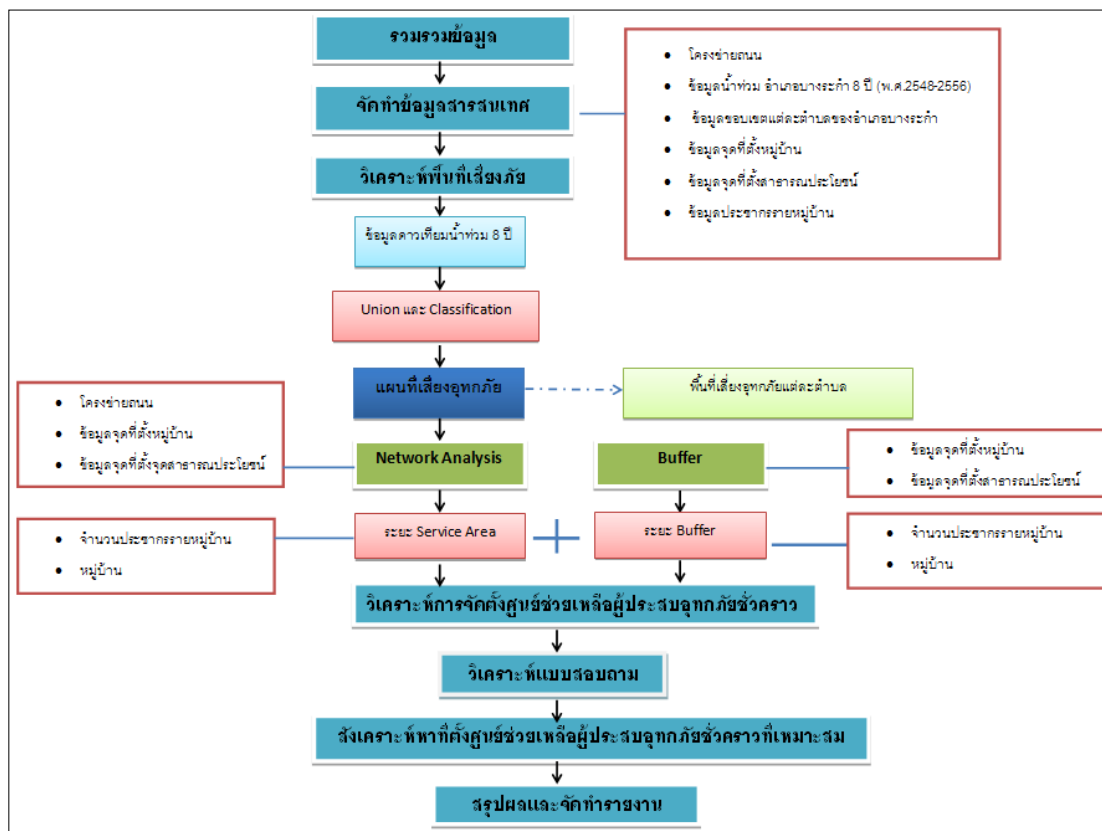 รวมรวมข้อมูล
จัดทำข้อมูลสารสนเทศ
วิเคราะห์พื้นที่เสี่ยงภัย
• โครงข่ายถนน
• ข้อมูลน้ำท่วม อำเภอบางระกำ 8 ปี (พ.ศ.2548-2556)
• ข้อมูลขอบเขตแต่ละตำบลของอำเภอบางระกำ
• ข้อมูลจุดที่ตั้งหมู่บ้าน
• ข้อมูลจุดที่ตั้งสาธารณประโยชน์
• ข้อมูลประชากรรายหมู่บ้าน
ข้อมูลดาวเทียมน้ำท่วม 8 ปี
Union และ Classification
แผนที่เสี่ยงอุทกภัย
พื้นที่เสี่ยงอุทกภัยแต่ละตำบล
• โครงข่ายถนน
• ข้อมูลจุดที่ตั้งหมู่บ้าน
• ข้อมูลจุดที่ตั้งจุดสาธารณประโยชน์
Network Analysis
Buffer
• ข้อมูลจุดที่ตั้งหมู่บ้าน
• ข้อมูลจุดที่ตั้งสาธารณประโยชน์
• จำนวนประชากรรายหมู่บ้าน
• หมู่บ้าน
ระยะ Service Area
ระยะ Buffer
• จำนวนประชากรรายหมู่บ้าน
• หมู่บ้าน
วิเคราะห์การจัดตั้งศูนย์ช่วยเหลือผู้ประสบอุทกภัยชั่วคราว
วิเคราะห์แบบสอบถาม
สังเคราะห์หาที่ตั้งศูนย์ช่วยเหลือผู้ประสบอุทกภัยชั่วคราวที่เหมาะสม
สรุปผลและจัดทำรายงาน